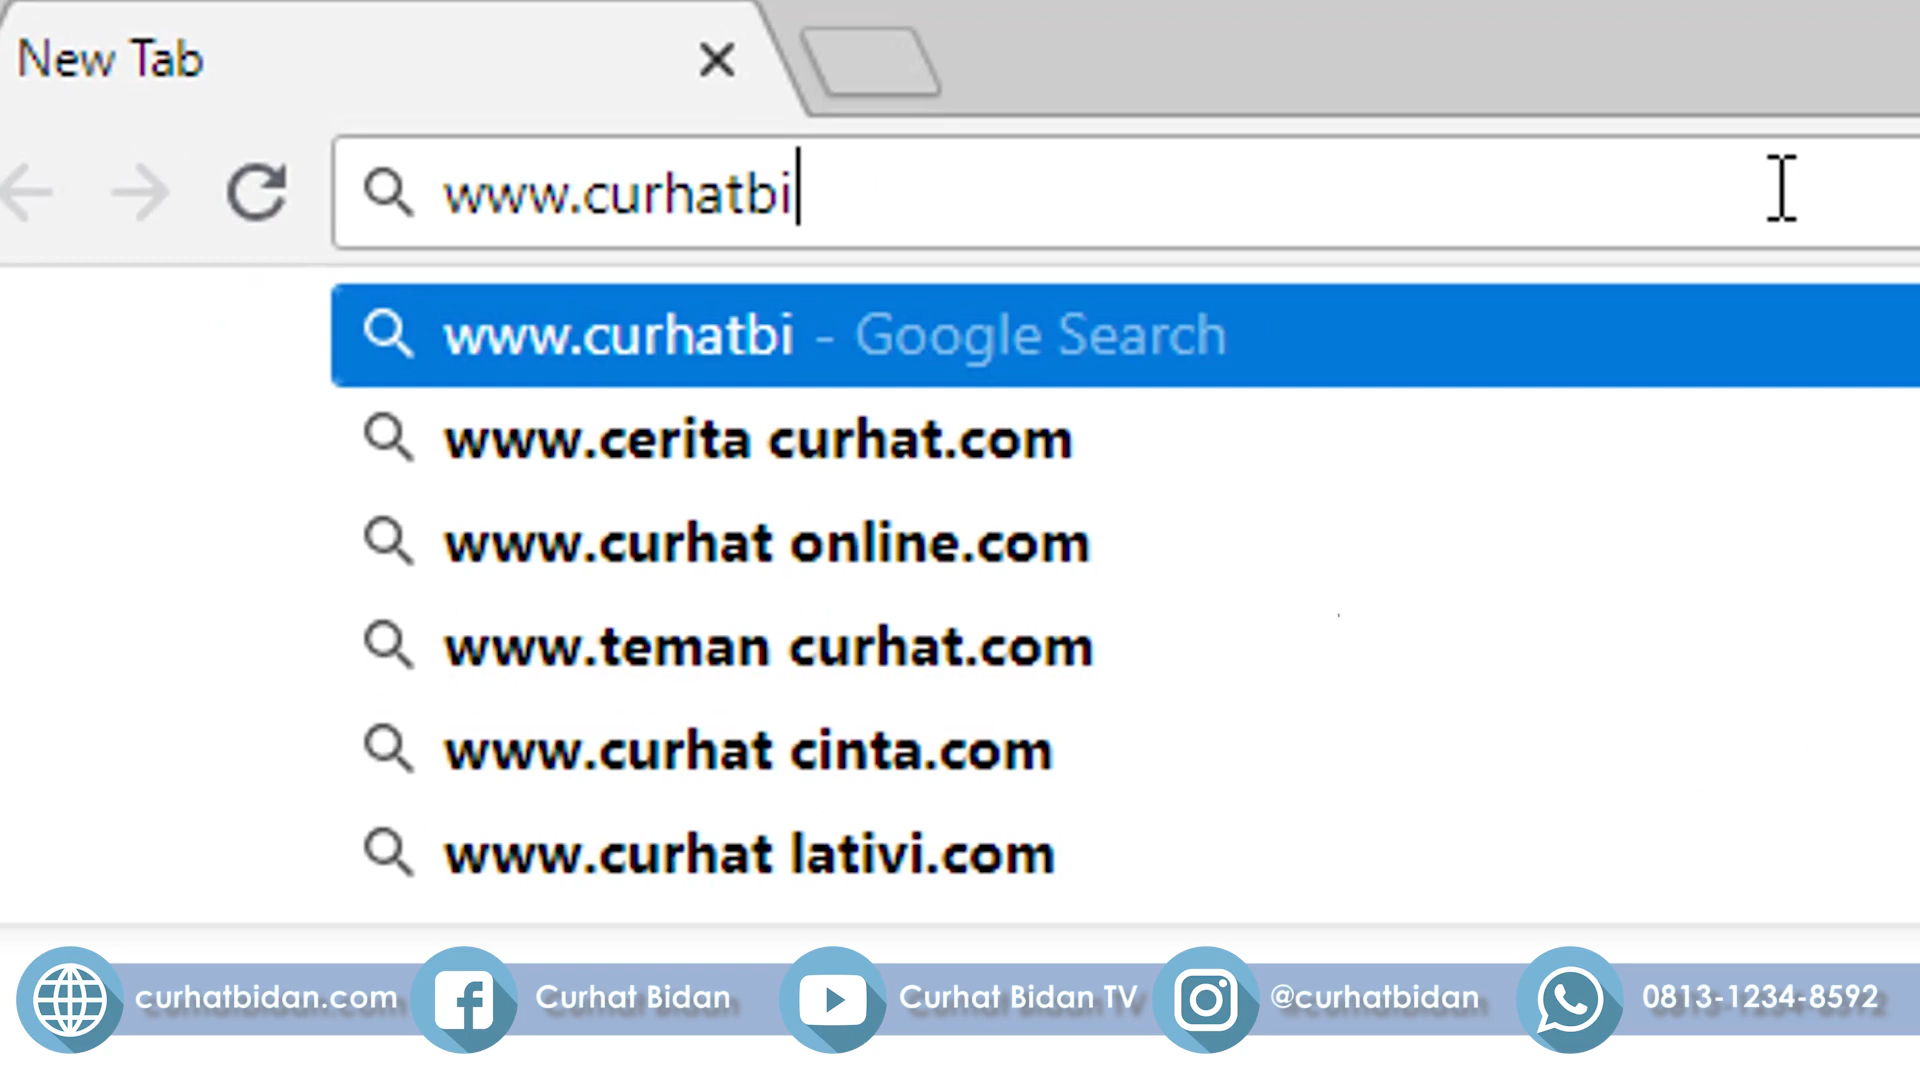 New Tab
www.curhatbi
www.curhatbi - Google Search
www.cerita curhat.com
www.curhat online.com
www.teman curhat.com
www.curhat cinta.com
www.curhat lativi.com
curhatbidan.com Curhat Bidan Curhat Bidan TV @curhatbidan 0813-1234-8592